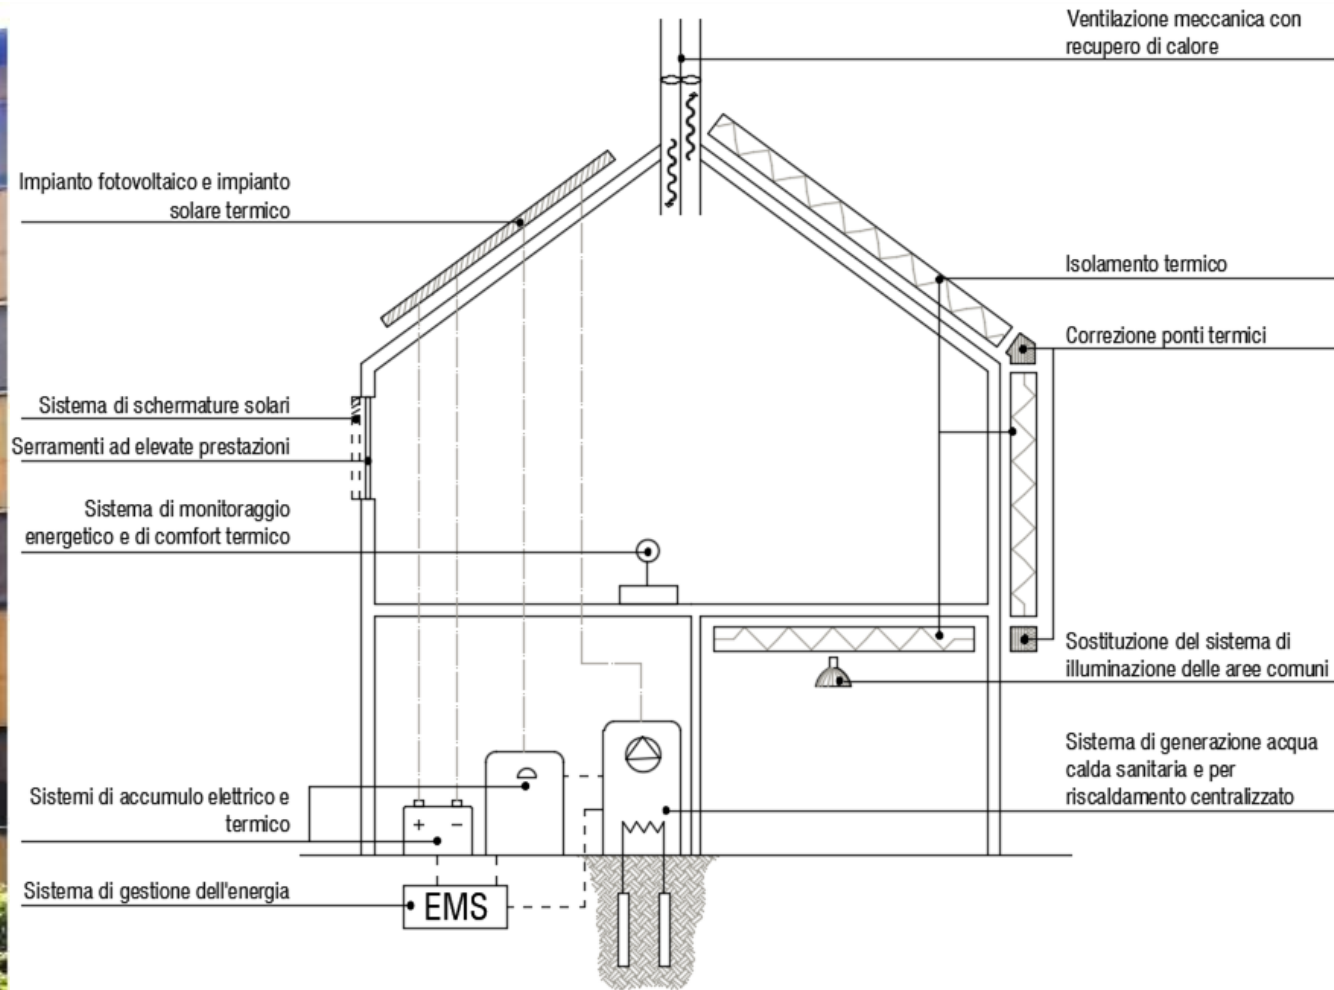 Ventilazione meccanica con
recupero di calore
Impianto fotovoltaico e impianto
solare termico
Isolamento termico
Correzione ponti termici
Sistema di schermature solari
Serramenti ad elevate prestazioni
Sistema di monitoraggio
energetico e di comfort termico
Sostituzione del sistema di
illuminazione delle aree comuni
Sistema di generazione acqua
calda sanitaria e per
riscaldamento centralizzato
Sistemi di accumulo elettrico e
termico
+ −
Sistema di gestione dell'energia
EMS